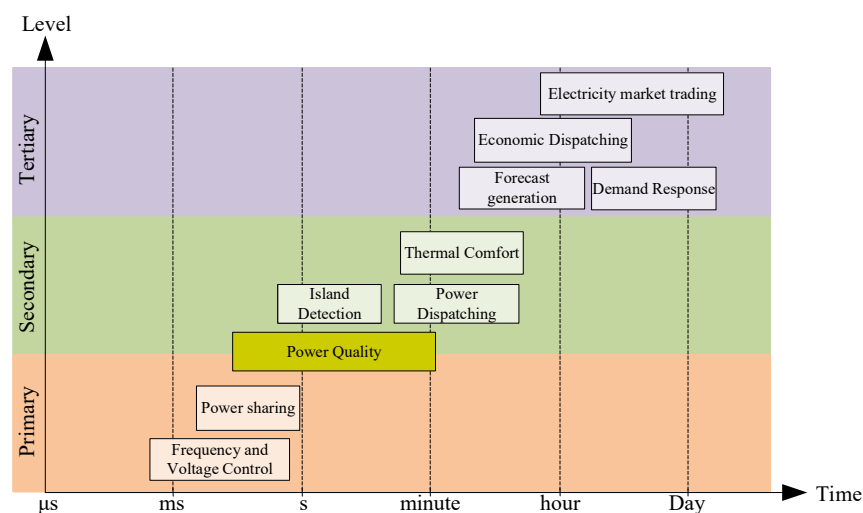 Level
Tertiary
Electricity market trading
Economic Dispatching
Forecast
generation
Demand Response
Secondary
Thermal Comfort
Island
Detection
Power
Dispatching
Power Quality
Primary
Power sharing
Frequency and
Voltage Control
μs
ms
s
minute
hour
Day
Time